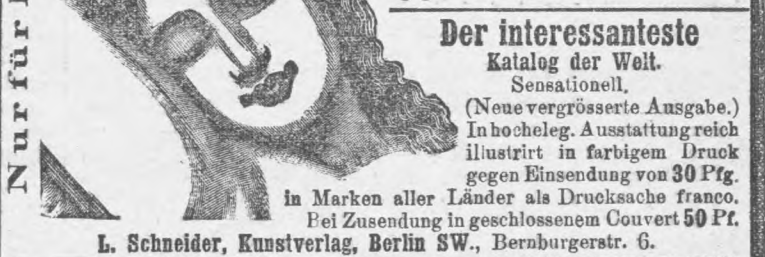 Nur für
Der interessanteste
Katalog der Welt.
Sensationell.
(Neue vergrösserte Ausgabe.)
In hocheleg. Ausstattung reich
illustrirt in farbigem Druck
gegen Einsendung von 30 Pfg.
in Marken aller Länder als Drucksache franco.
Bei Zusendung in geschlossenem Couvert 50 Pf.
L. Schneider, Kunstverlag, Berlin SW., Bernburgerstr. 6.